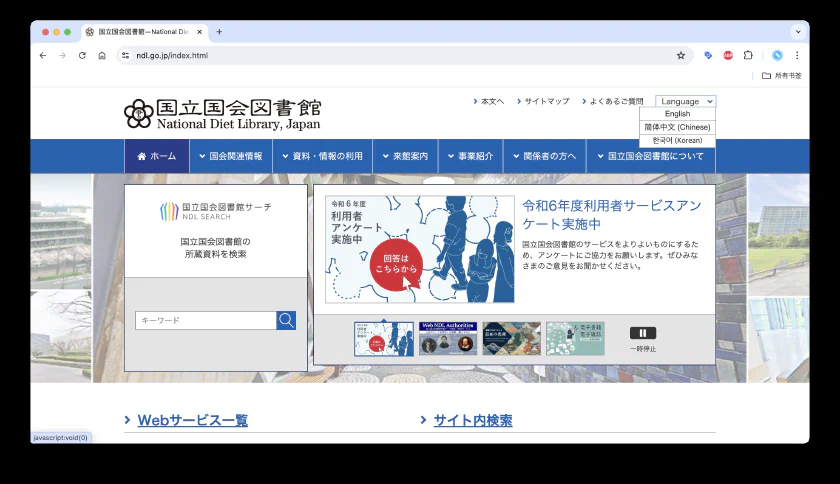 国立国会図書館—National Die
ndl.go.jp/index.html
所有书签
国立国会図書館
National Diet Library, Japan
本文へ
サイトマップ
よくあるご質問
Language
English
简体中文 (Chinese)
한국어 (Korean)
ホーム
国会関連情報
資料・情報の利用
来館案内
事業紹介
関係者の方へ
国立国会図書館について
国立国会図書館サーチ
NDL SEARCH
国立国会図書館の
所蔵資料を検索
キーワード
令和6年度
利用者
アンケート
実施中
回答は
こちらから
令和6年度利用者サービスアン
ケート実施中
国立国会図書館のサービスをよりよいものにするた
め、アンケートにご協力をお願いします。ぜひみな
さまのご意見をお聞かせください。
Web NDL Authorities
電子書籍
電子雑誌
一時停止
Webサービス一覧
サイト内検索
javascript:void(0)